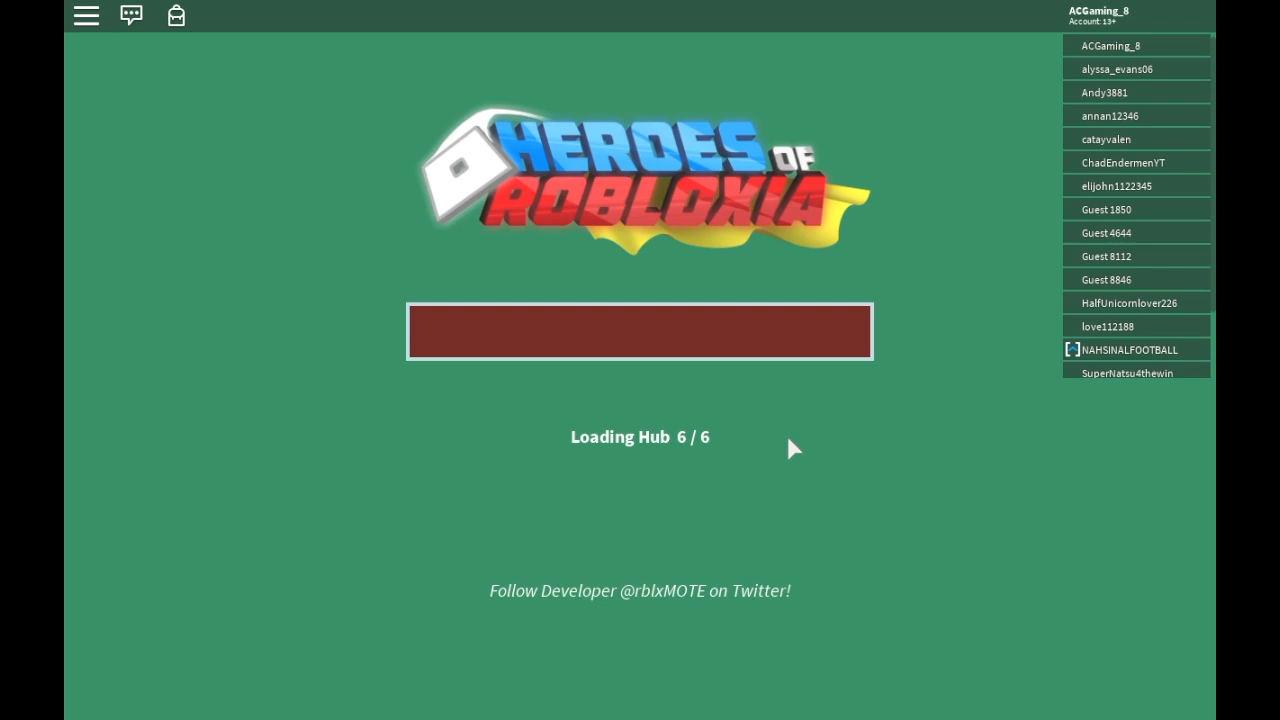 ACGaming_8
Account: 13+
ACGaming_8
alyssa_evans06
Andy3881
annan12346
catayvalen
ChadEndermenYT
elijohn1122345
Guest 1850
Guest 4644
Guest 8112
Guest 8846
HalfUnicornlover226
love112188
NAHSINALFOOTBALL
SuperNatsu4thewin
HEROES OF
ROBLOXIA
Loading Hub 6 / 6
Follow Developer @rblxMOTE on Twitter!